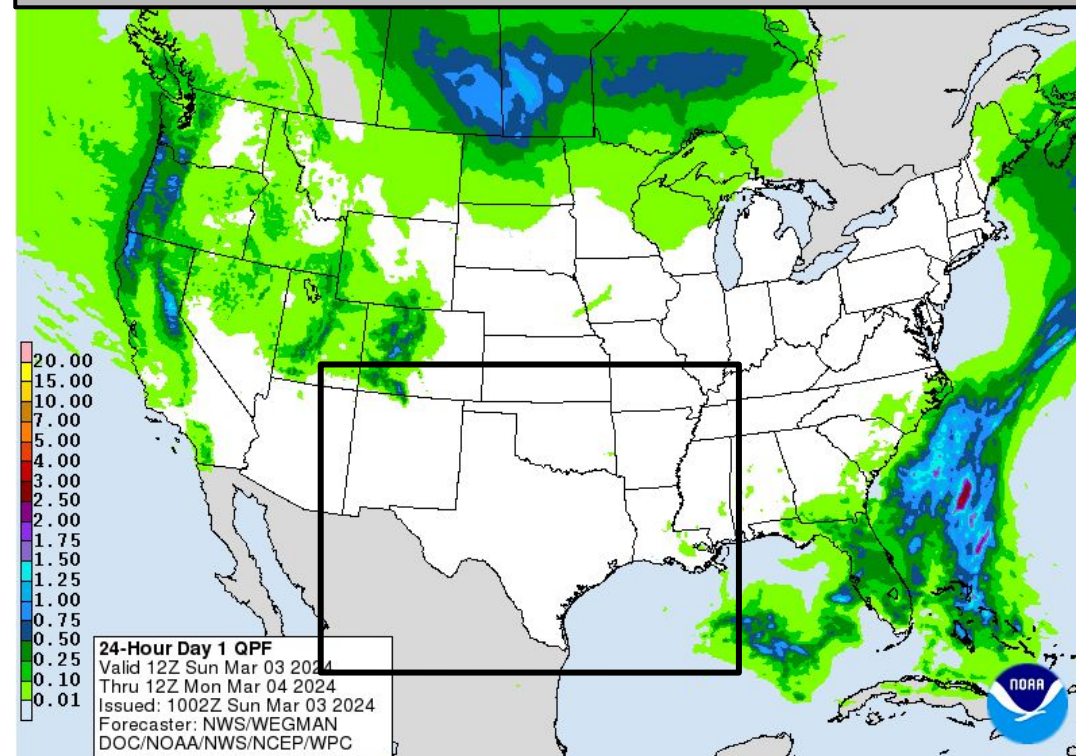 20.00
15.00
10.00
7.00
5.00
4.00
3.00
2.50
2.00
1.75
1.50
1.25
1.00
0.75
0.50
0.25
0.10
0.01
24-Hour Day 1 QPF
Valid 12Z Sun Mar 03 2024
Thru 12Z Mon Mar 04 2024
Issued: 1002Z Sun Mar 03 2024
Forecaster: NWS/WEGMAN
DOC/NOAA/NWS/NCEP/WPC
NOAA